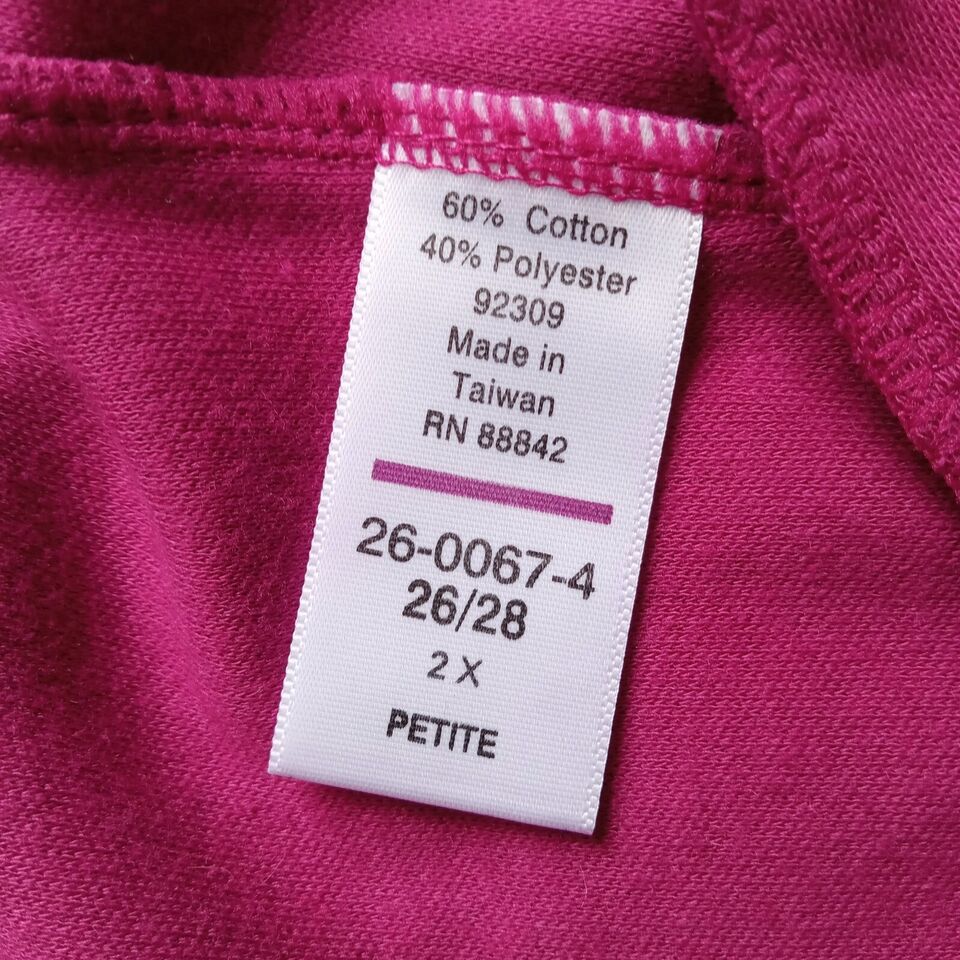 60% Cotton
40% Polyester
92309
Made in
Taiwan
RN 88842
26-0067-4
26/28
2 X
PETITE